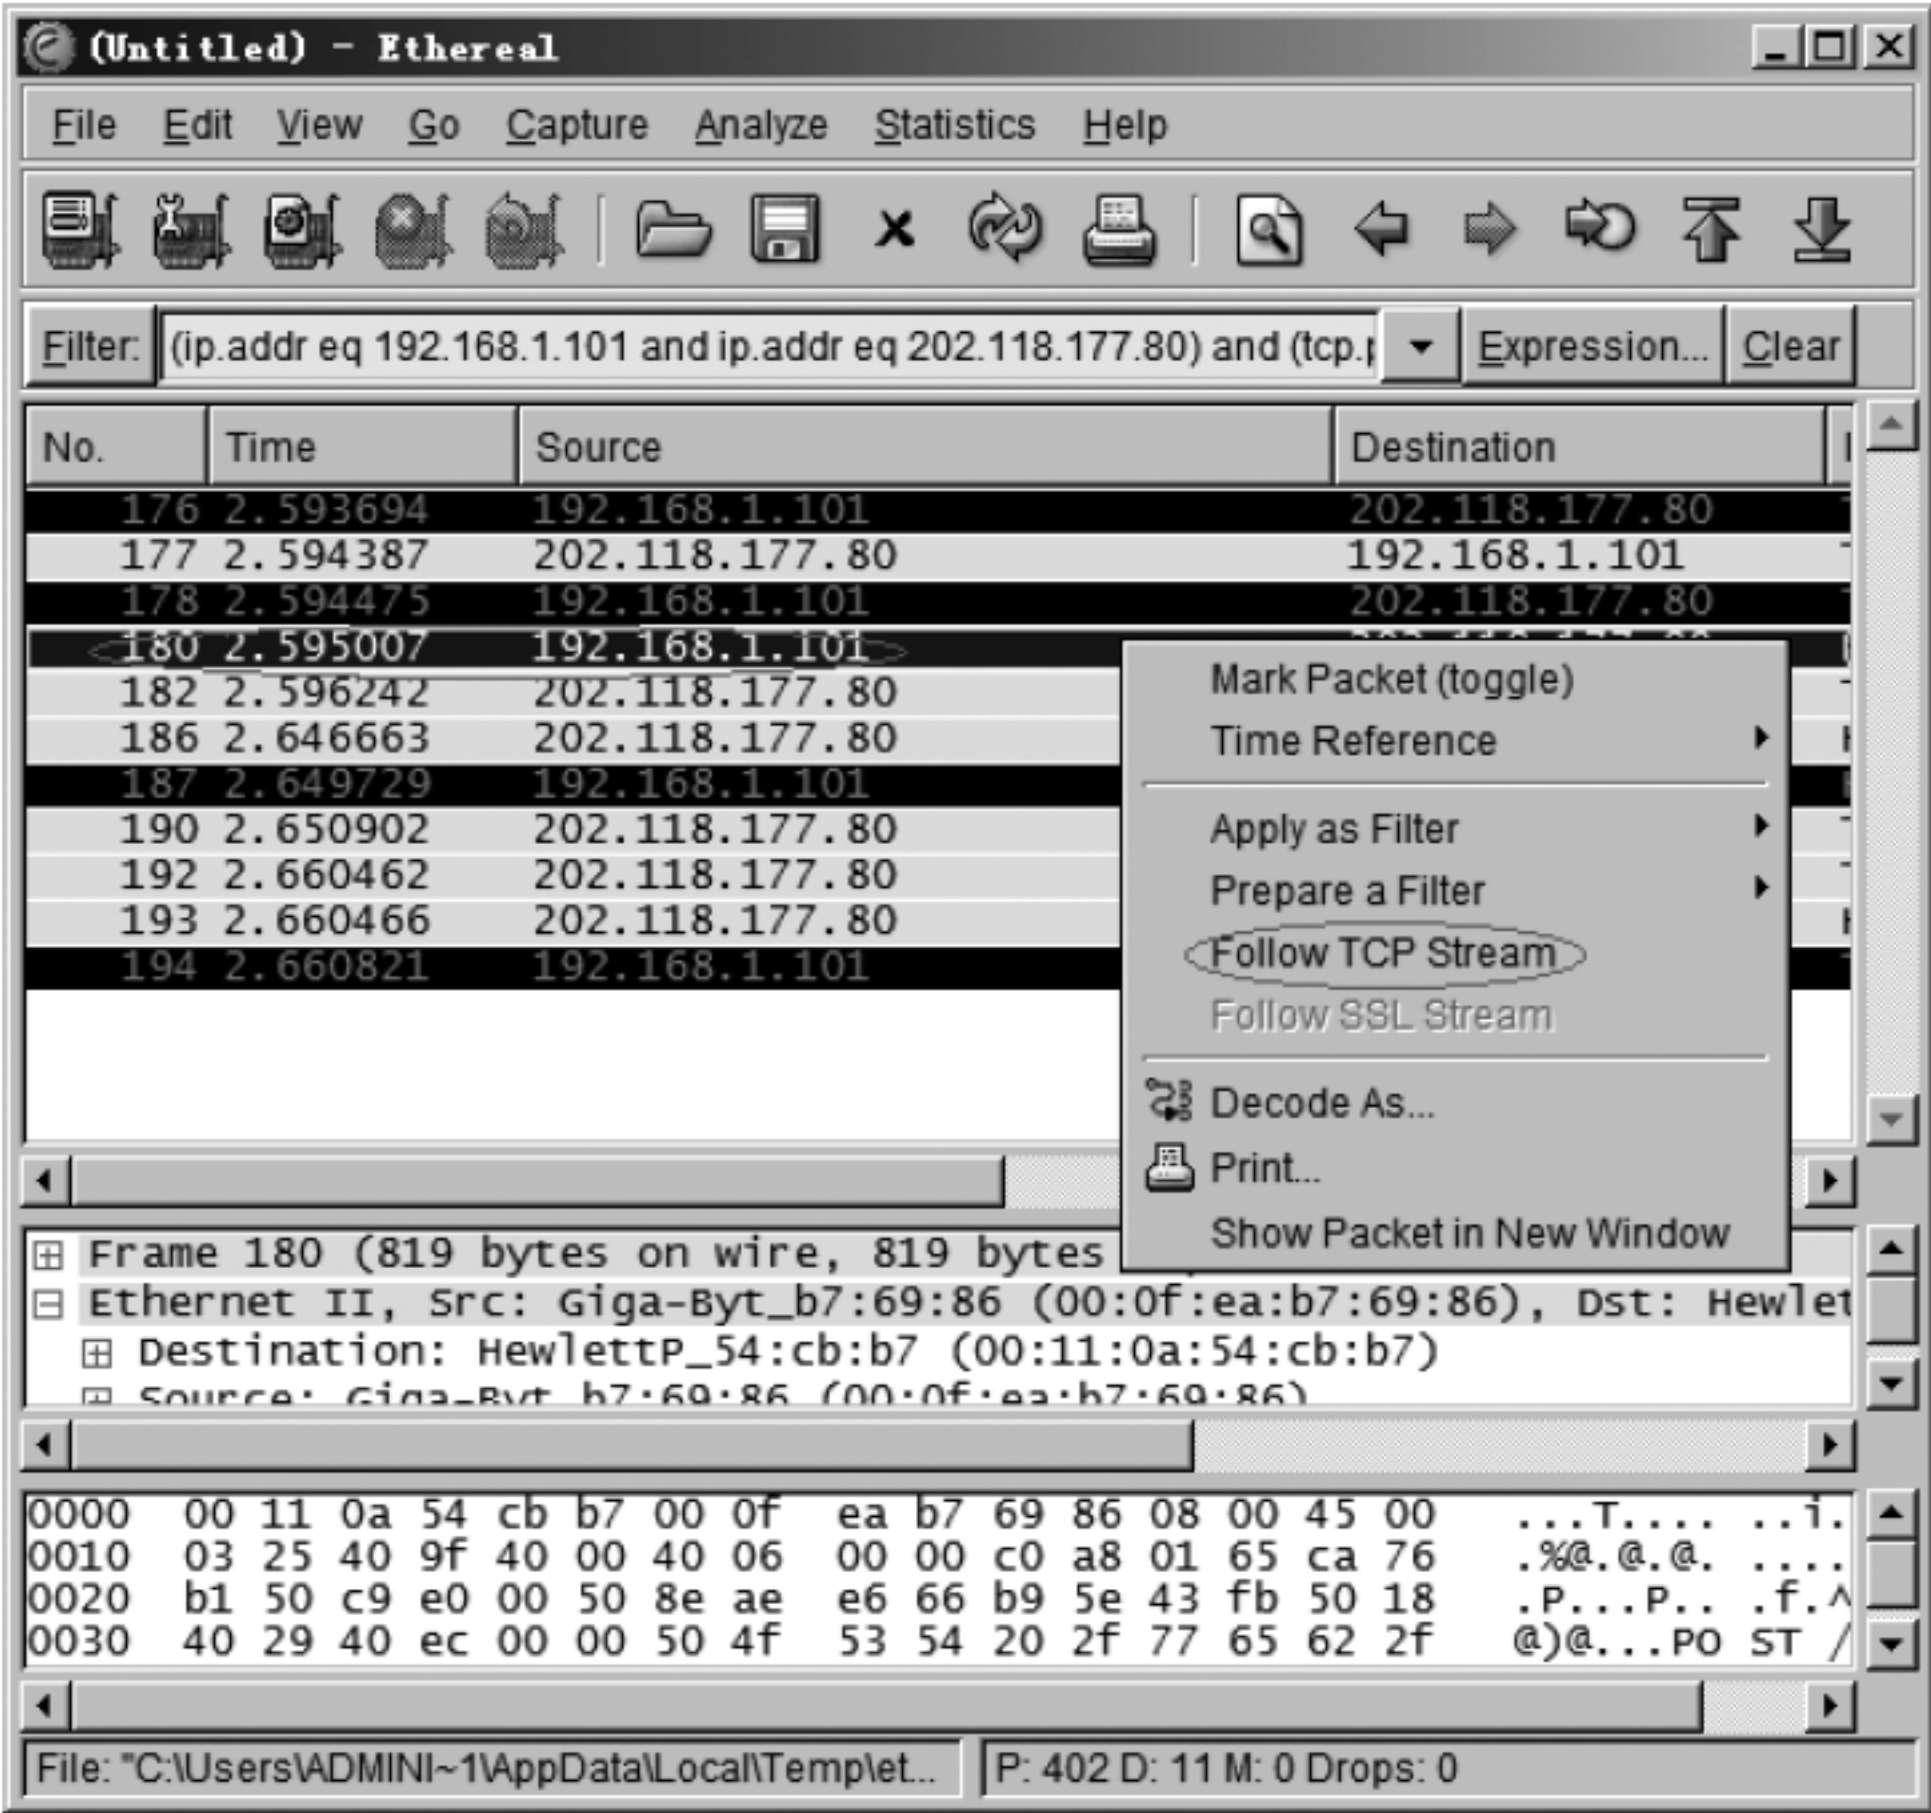 (Untitled) - Ethereal
File Edit View Go Capture Analyze Statistics Help
Filter: (ip.addr eq 192.168.1.101 and ip.addr eq 202.118.177.80) and (tcp.p Expression... Clear
No. Time Source Destination
176 2.593694 192.168.1.101 202.118.177.80
177 2.594387 202.118.177.80 192.168.1.101
178 2.594475 192.168.1.101 202.118.177.80
180 2.595007 192.168.1.101
182 2.596242 202.118.177.80
186 2.646663 202.118.177.80
187 2.649729 192.168.1.101
190 2.650902 202.118.177.80
192 2.660462 202.118.177.80
193 2.660466 202.118.177.80
194 2.660821 192.168.1.101
Mark Packet (toggle)
Time Reference
Apply as Filter
Prepare a Filter
Follow TCP Stream
Follow SSL Stream
Decode As...
Print...
Show Packet in New Window
Frame 180 (819 bytes on wire, 819 bytes
Ethernet II, Src: Giga-Byt_b7:69:86 (00:0f:ea:b7:69:86), Dst: Hewlet
Destination: HewlettP_54:cb:b7 (00:11:0a:54:cb:b7)
Source: Giga-Byt_b7:69:86 (00:0f:ea:b7:69:86)
0000 00 11 0a 54 cb b7 00 0f ea b7 69 86 08 00 45 00 ...T.... ..i.
0010 03 25 40 9f 40 00 40 06 00 00 c0 a8 01 65 ca 76 .%@.@.@. ....
0020 b1 50 c9 e0 00 50 8e ae e6 66 b9 5e 43 fb 50 18 .P...P.. .f.^
0030 40 29 40 ec 00 00 50 4f 53 54 20 2f 77 65 62 2f @)@...PO ST /
File: "C:\Users\ADMINI~1\AppData\Local\Temp\et... P: 402 D: 11 M: 0 Drops: 0